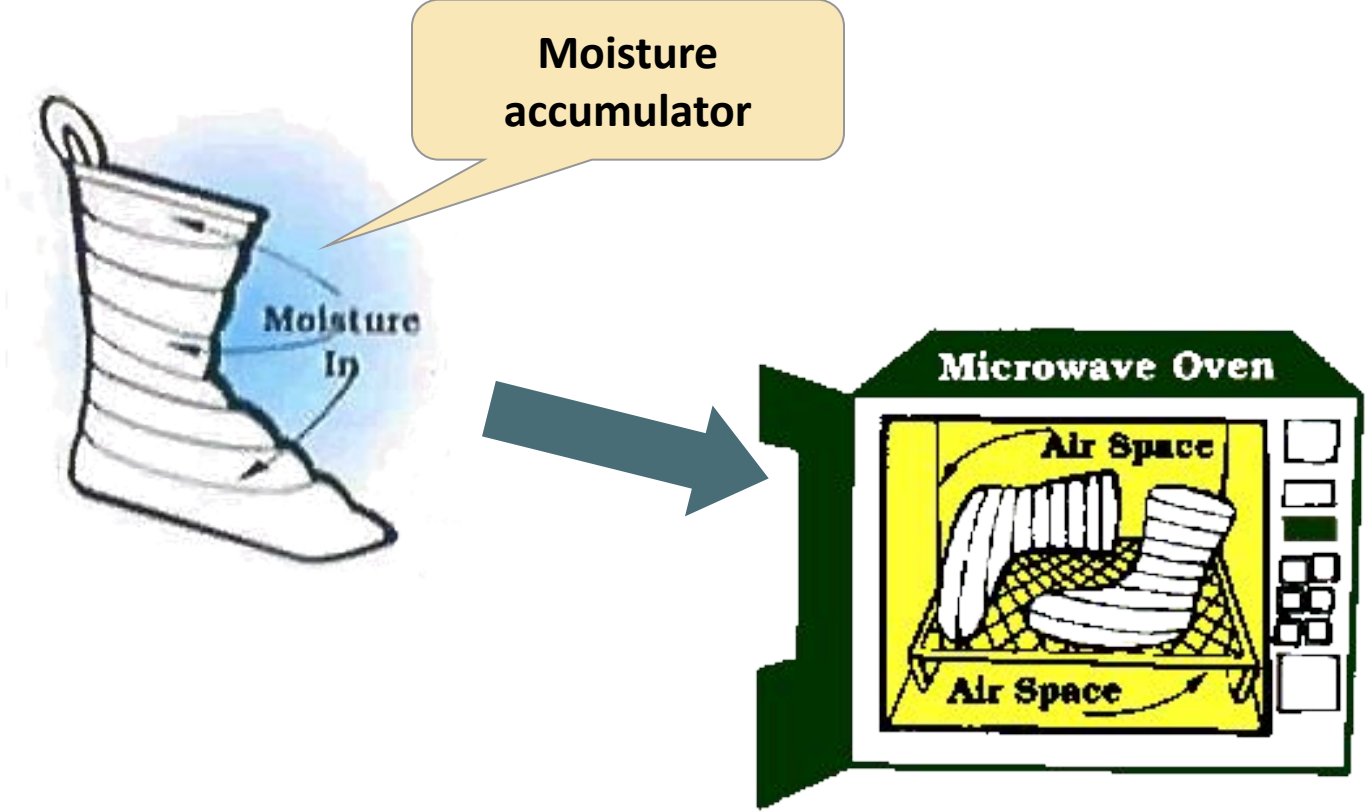 Moisture
accumulator
Moisture
In
Microwave Oven
Air Space
Air Space